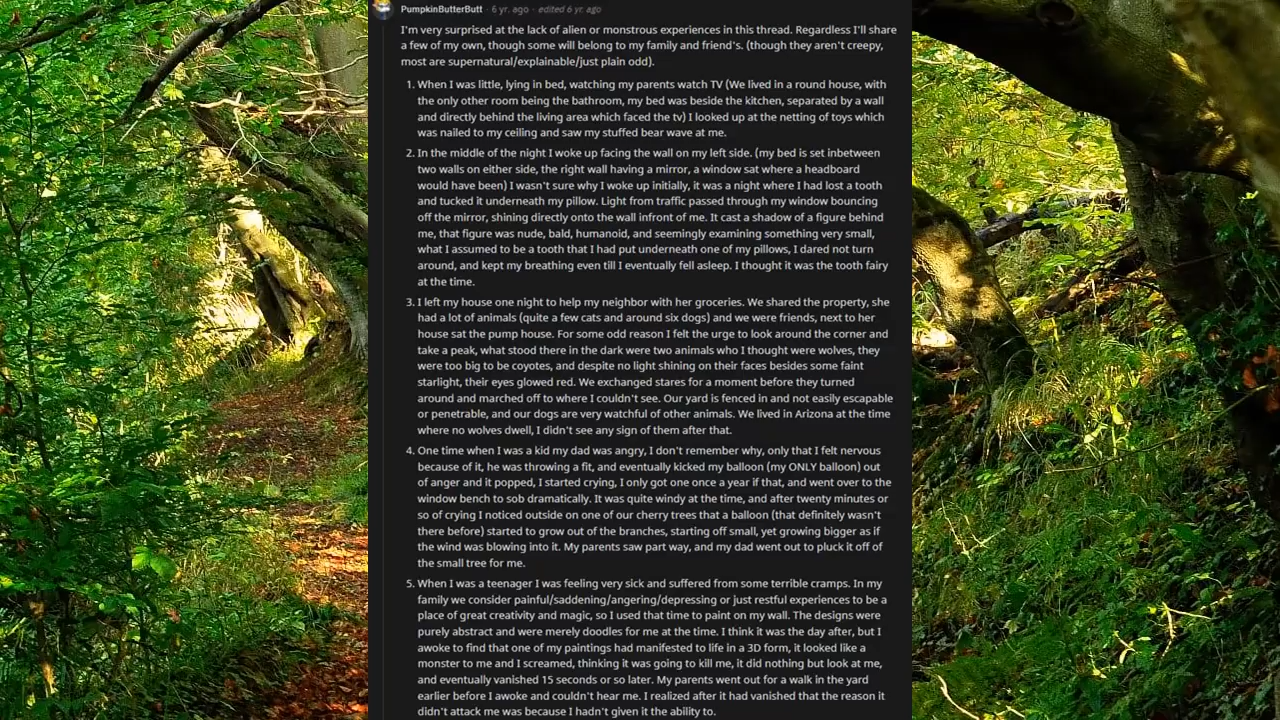 PumpkinButterButt · 6 yr. ago · edited 6 yr. ago
I'm very surprised at the lack of alien or monstrous experiences in this thread. Regardless I'll share
a few of my own, though some will belong to my family and friend's. (though they aren't creepy,
most are supernatural/explainable/just plain odd).
1. When I was little, lying in bed, watching my parents watch TV (We lived in a round house, with
the only other room being the bathroom, my bed was beside the kitchen, separated by a wall
and directly behind the living area which faced the tv) I looked up at the netting of toys which
was nailed to my ceiling and saw my stuffed bear wave at me.
2. In the middle of the night I woke up facing the wall on my left side. (my bed is set inbetween
two walls on either side, the right wall having a mirror, a window sat where a headboard
would have been) I wasn't sure why I woke up initially, it was a night where I had lost a tooth
and tucked it underneath my pillow. Light from traffic passed through my window bouncing
off the mirror, shining directly onto the wall infront of me. It cast a shadow of a figure behind
me, that figure was nude, bald, humanoid, and seemingly examining something very small,
what I assumed to be a tooth that I had put underneath one of my pillows, I dared not turn
around, and kept my breathing even till I eventually fell asleep. I thought it was the tooth fairy
at the time.
3. I left my house one night to help my neighbor with her groceries. We shared the property, she
had a lot of animals (quite a few cats and around six dogs) and we were friends, next to her
house sat the pump house. For some odd reason I felt the urge to look around the corner and
take a peak, what stood there in the dark were two animals who I thought were wolves, they
were too big to be coyotes, and despite no light shining on their faces besides some faint
starlight, their eyes glowed red. We exchanged stares for a moment before they turned
around and marched off to where I couldn't see. Our yard is fenced in and not easily escapable
or penetrable, and our dogs are very watchful of other animals. We lived in Arizona at the time
where no wolves dwell, I didn't see any sign of them after that.
4. One time when I was a kid my dad was angry, I don't remember why, only that I felt nervous
because of it, he was throwing a fit, and eventually kicked my balloon (my ONLY balloon) out
of anger and it popped, I started crying, I only got one once a year if that, and went over to the
window bench to sob dramatically. It was quite windy at the time, and after twenty minutes or
so of crying I noticed outside on one of our cherry trees that a balloon (that definitely wasn't
there before) started to grow out of the branches, starting off small, yet growing bigger as if
the wind was blowing into it. My parents saw part way, and my dad went out to pluck it off of
the small tree for me.
5. When I was a teenager I was feeling very sick and suffered from some terrible cramps. In my
family we consider painful/saddening/angering/depressing or just restful experiences to be a
place of great creativity and magic, so I used that time to paint on my wall. The designs were
purely abstract and were merely doodles for me at the time. I think it was the day after, but I
awoke to find that one of my paintings had manifested to life in a 3D form, it looked like a
monster to me and I screamed, thinking it was going to kill me, it did nothing but look at me,
and eventually vanished 15 seconds or so later. My parents went out for a walk in the yard
earlier before I awoke and couldn't hear me. I realized after it had vanished that the reason it
didn't attack me was because I hadn't given it the ability to.